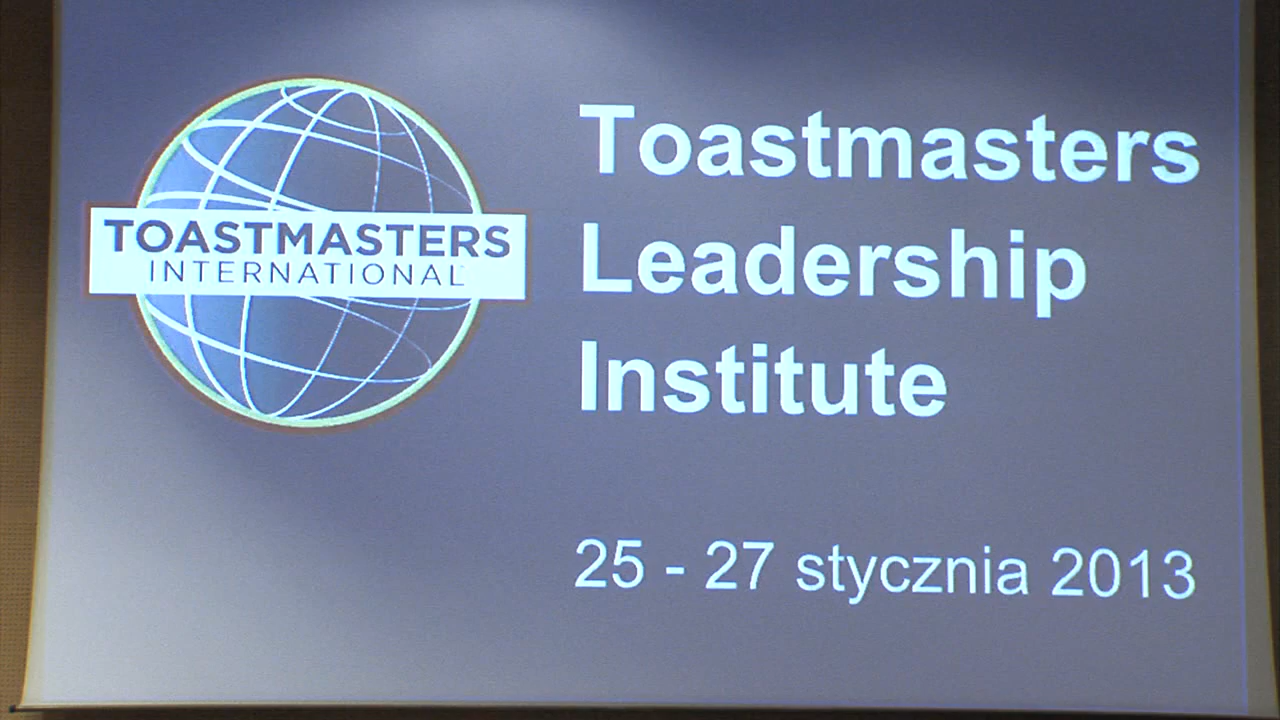 TOASTMASTERS
INTERNATIONAL
Toastmasters
Leadership
Institute
25 - 27 stycznia 2013